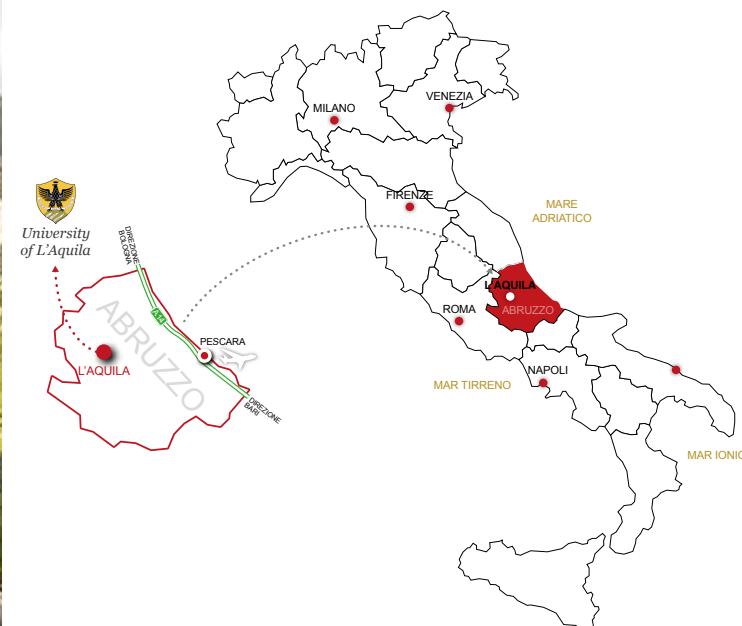 MILANO
VENEZIA
FIRENZE
MARE
ADRIATICO
University
of L'Aquila
DIREZIONE
BOLOGNA
A14
ABRUZZO
L'AQUILA
PESCARA
DIREZIONE
BARI
L'AQUILA
ABRUZZO
ROMA
NAPOLI
MAR TIRRENO
MAR IONIO